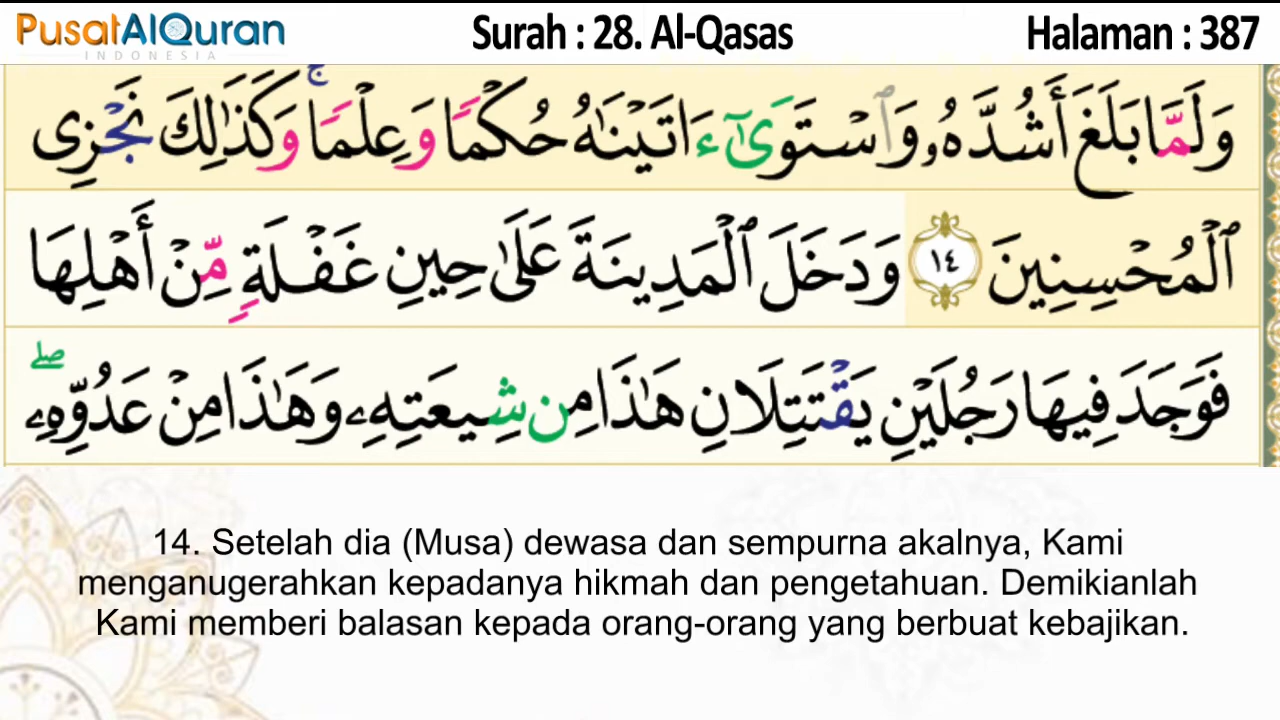 PusatAlQuran
INDONESIA
Surah : 28. Al-Qasas
Halaman : 387
وَلَمَّا بَلَغَ أَشُدَّهُۥ وَٱسْتَوَىٰٓ ءَاتَيْنَٰهُ حُكْمًا وَعِلْمًا ۚ وَكَذَٰلِكَ نَجْزِى
ٱلْمُحْسِنِينَ ١٤ وَدَخَلَ ٱلْمَدِينَةَ عَلَىٰ حِينِ غَفْلَةٍ مِّنْ أَهْلِهَا
فَوَجَدَ فِيهَا رَجُلَيْنِ يَقْتَتِلَانِ هَٰذَا مِن شِيعَتِهِۦ وَهَٰذَا مِنْ عَدُوِّهِۦ ۖ
14. Setelah dia (Musa) dewasa dan sempurna akalnya, Kami
menganugerahkan kepadanya hikmah dan pengetahuan. Demikianlah
Kami memberi balasan kepada orang-orang yang berbuat kebajikan.